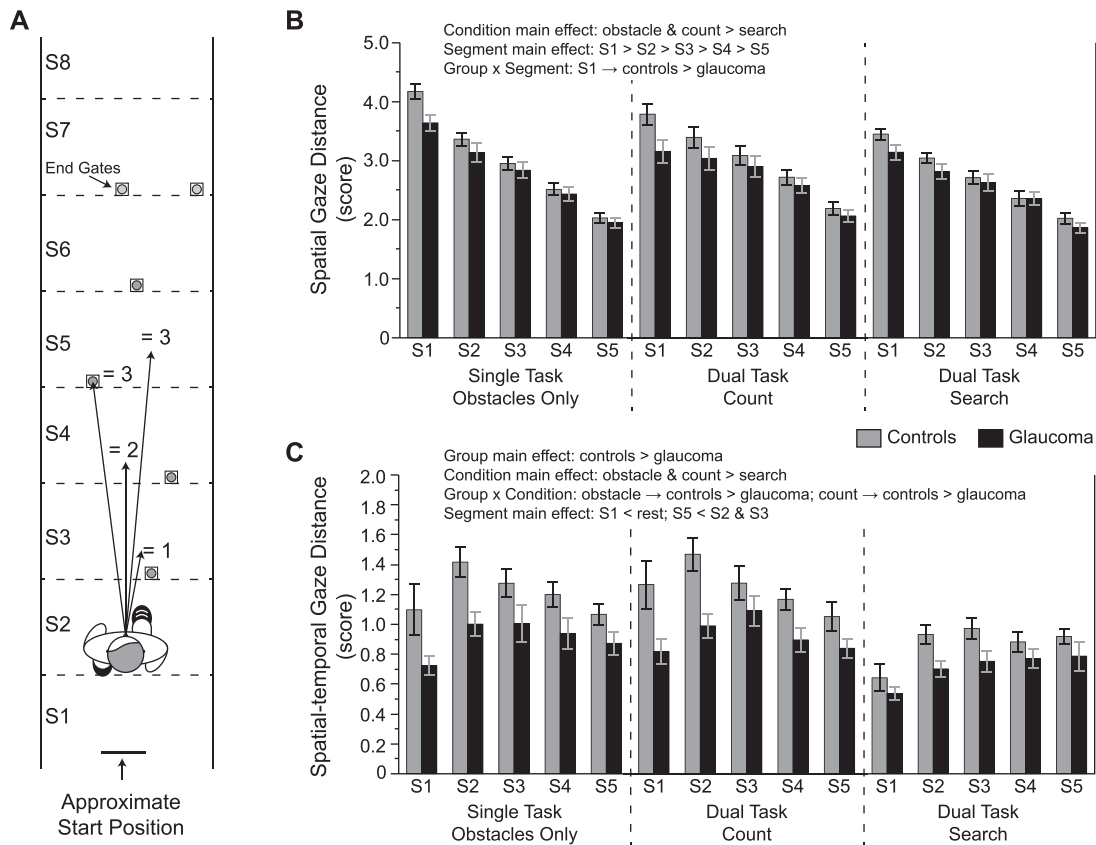 A
S8
S7
End Gates
S6
S5
= 3
= 3
S4
= 2
S3
= 1
S2
S1
Approximate
Start Position
B
Condition main effect: obstacle & count > search
Segment main effect: S1 > S2 > S3 > S4 > S5
Group x Segment: S1 → controls > glaucoma
Spatial Gaze Distance
(score)
5.0
4.0
3.0
2.0
1.0
0
S1 S2 S3 S4 S5 S1 S2 S3 S4 S5 S1 S2 S3 S4 S5
Single Task
Obstacles Only
Dual Task
Count
Dual Task
Search
Controls Glaucoma
C
Group main effect: controls > glaucoma
Condition main effect: obstacle & count > search
Group x Condition: obstacle → controls > glaucoma; count → controls > glaucoma
Segment main effect: S1 < rest; S5 < S2 & S3
Spatial-temporal Gaze Distance
(score)
2.0
1.8
1.6
1.4
1.2
1.0
0.8
0.6
0.4
0.2
0
S1 S2 S3 S4 S5 S1 S2 S3 S4 S5 S1 S2 S3 S4 S5
Single Task
Obstacles Only
Dual Task
Count
Dual Task
Search